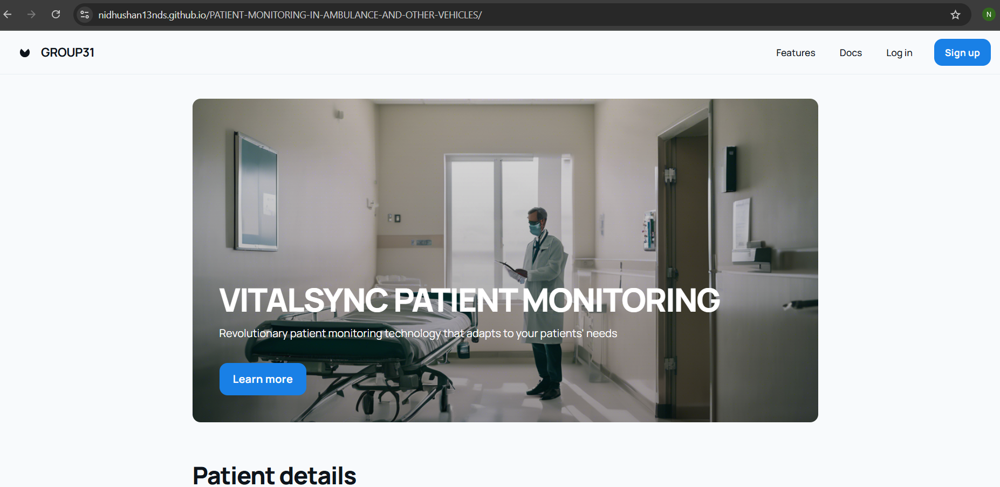 nidhushan13nds.github.io/PATIENT-MONITORING-IN-AMBULANCE-AND-OTHER-VEHICLES/
N
GROUP31
Features
Docs
Log in
Sign up
VITALSYNC PATIENT MONITORING
Revolutionary patient monitoring technology that adapts to your patients' needs
Learn more
Patient details